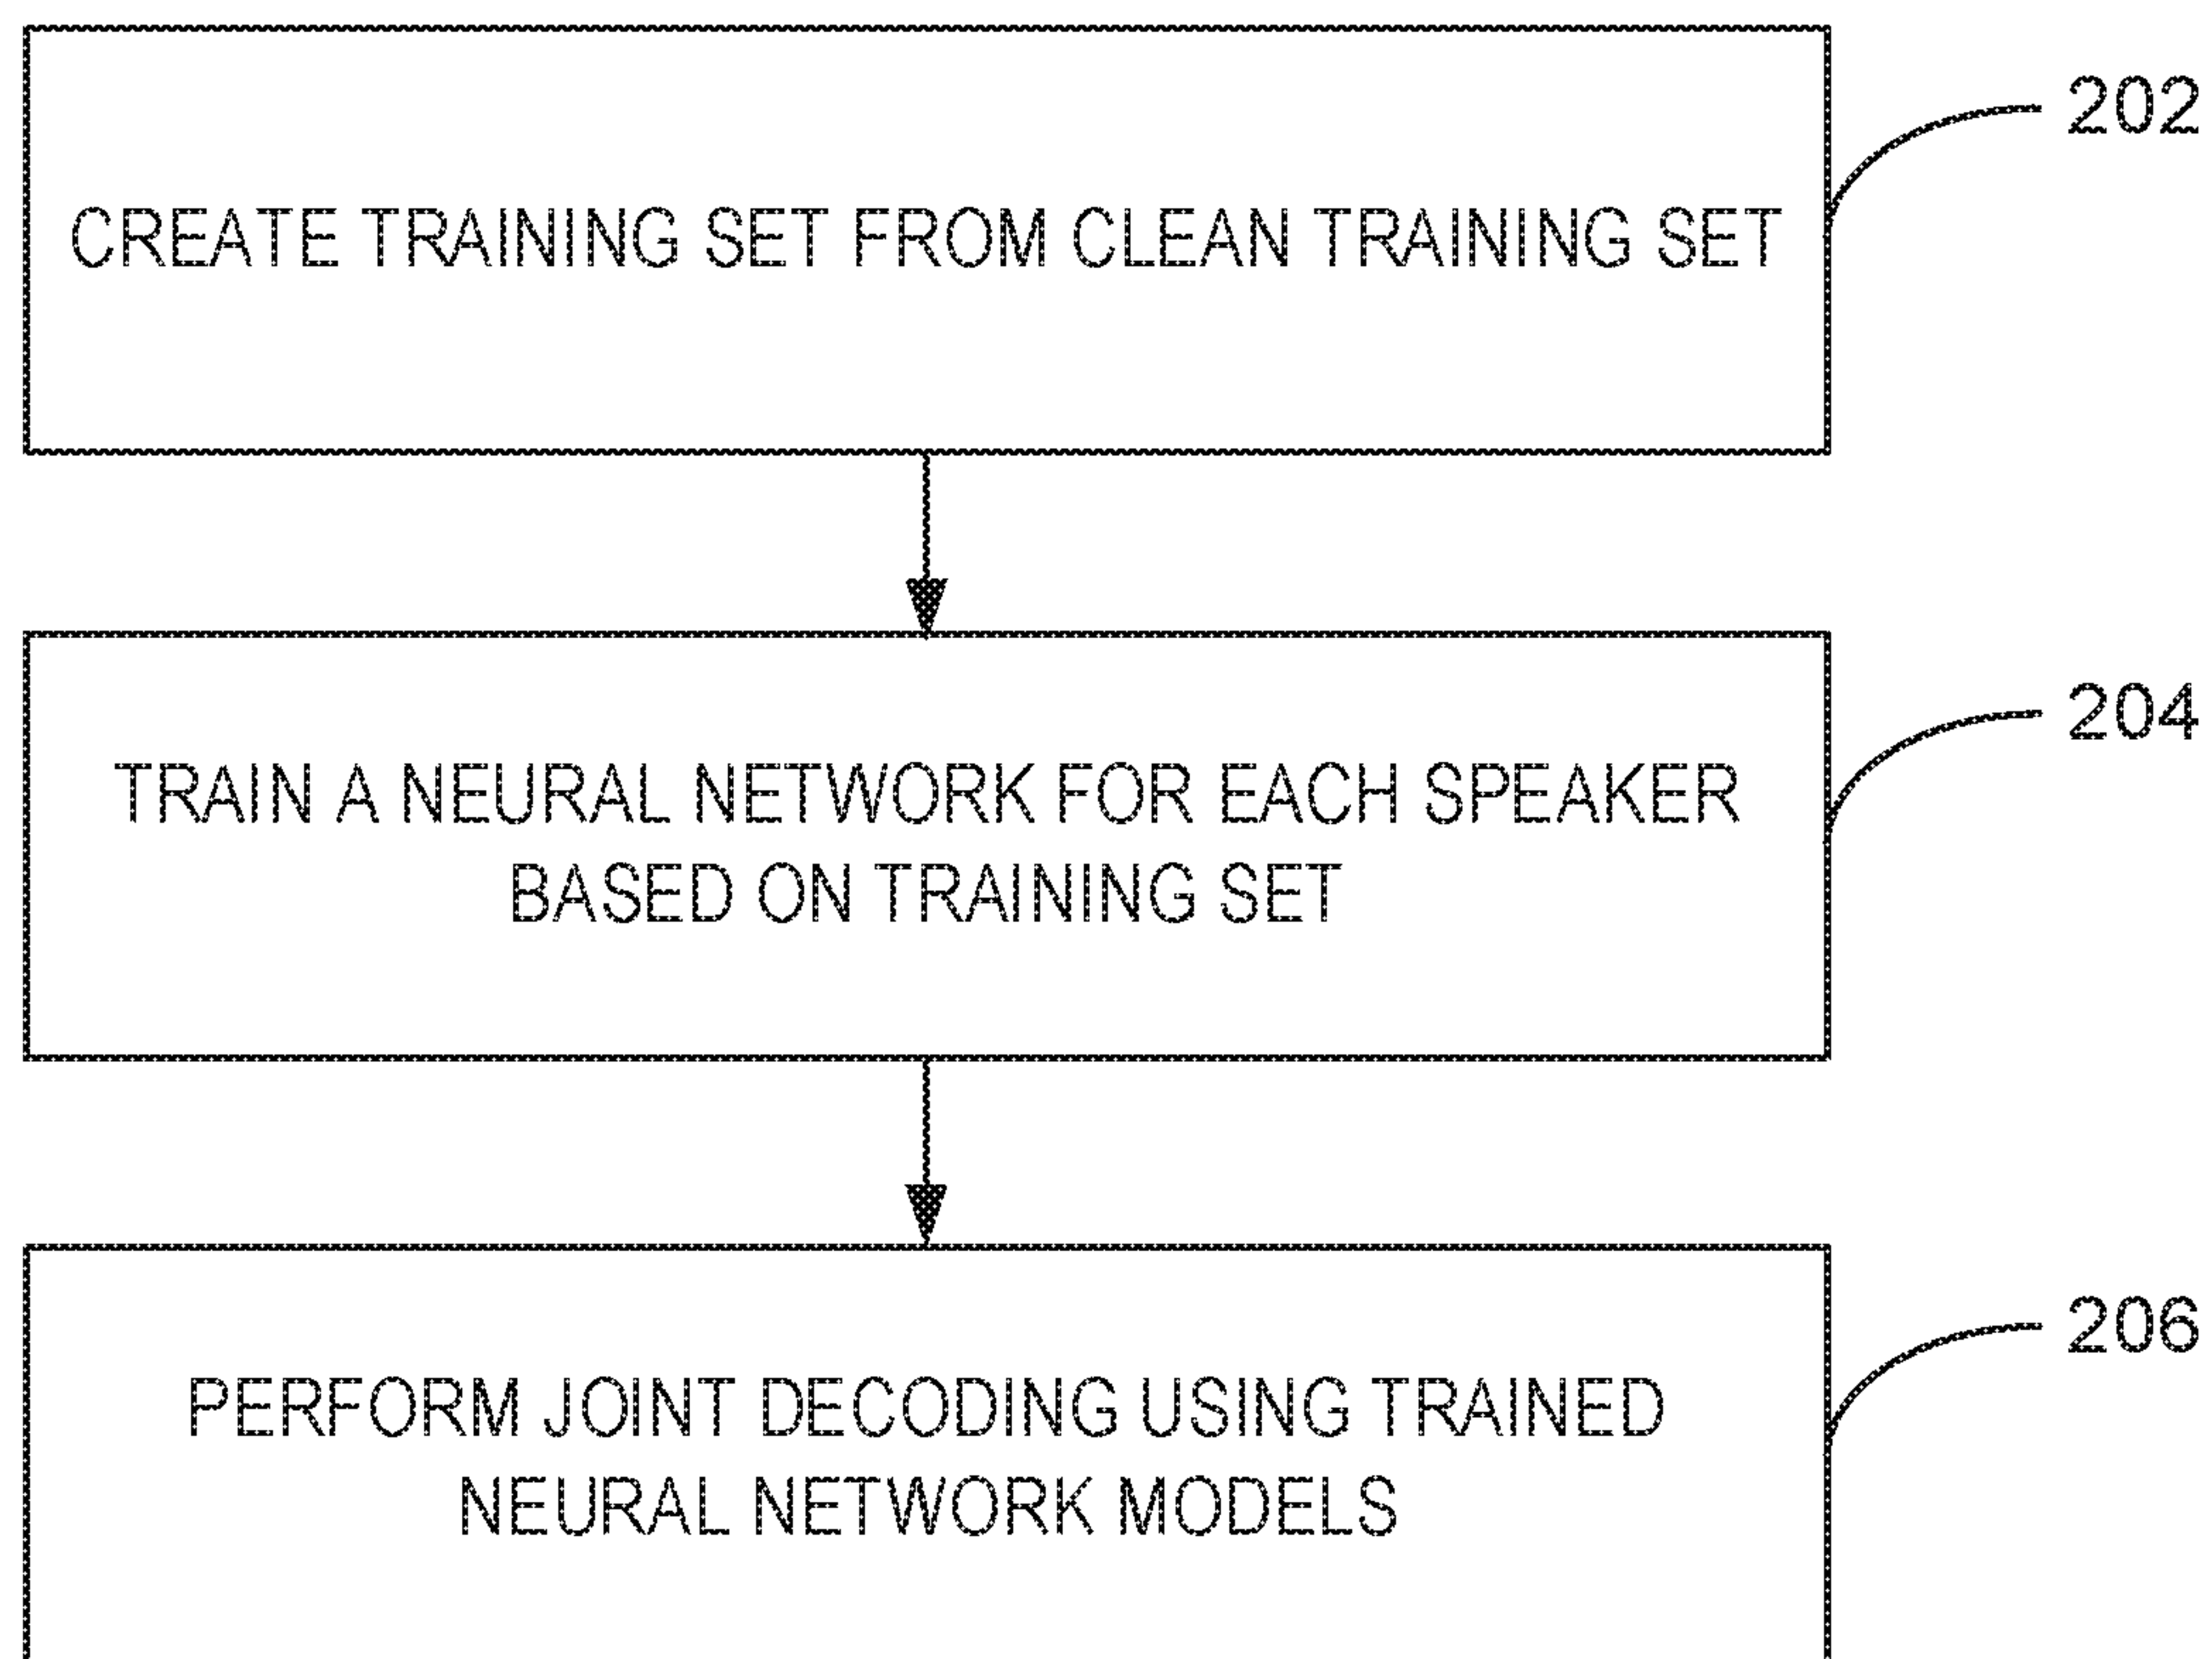 202
CREATE TRAINING SET FROM CLEAN TRAINING SET
204
TRAIN A NEURAL NETWORK FOR EACH SPEAKER
BASED ON TRAINING SET
206
PERFORM JOINT DECODING USING TRAINED
NEURAL NETWORK MODELS